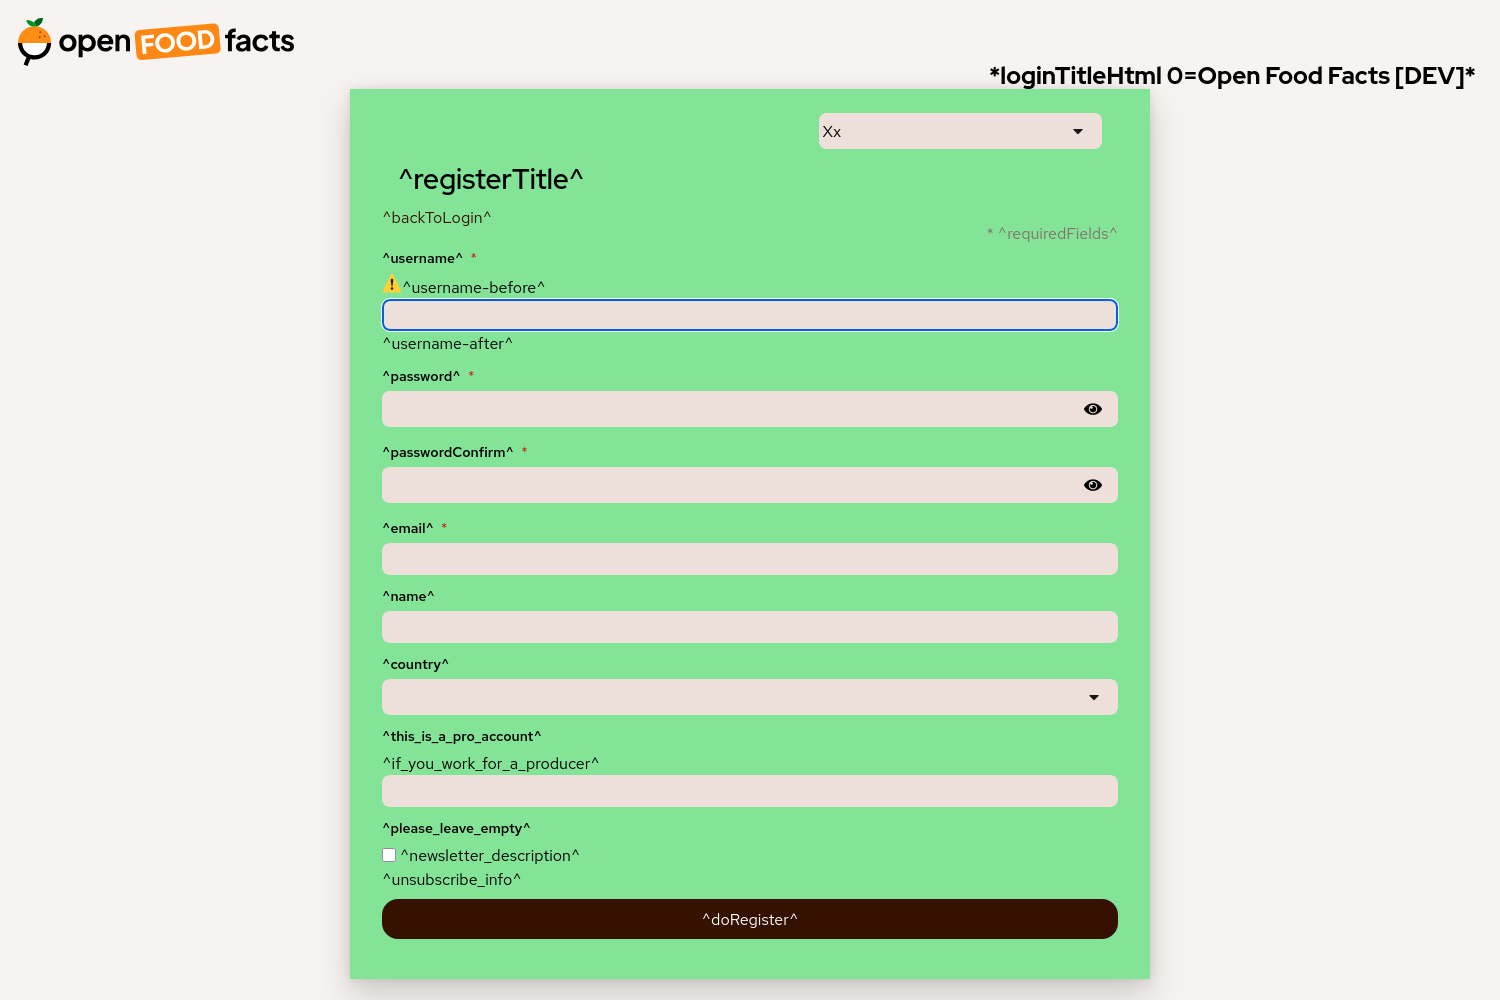 open FOOD facts
*loginTitleHtml 0=Open Food Facts [DEV]*
Xx
^registerTitle^
^backToLogin^
* ^requiredFields^
^username^ *
^username-before^
^username-after^
^password^ *
^passwordConfirm^ *
^email^ *
^name^
^country^
^this_is_a_pro_account^
^if_you_work_for_a_producer^
^please_leave_empty^
^newsletter_description^
^unsubscribe_info^
^doRegister^